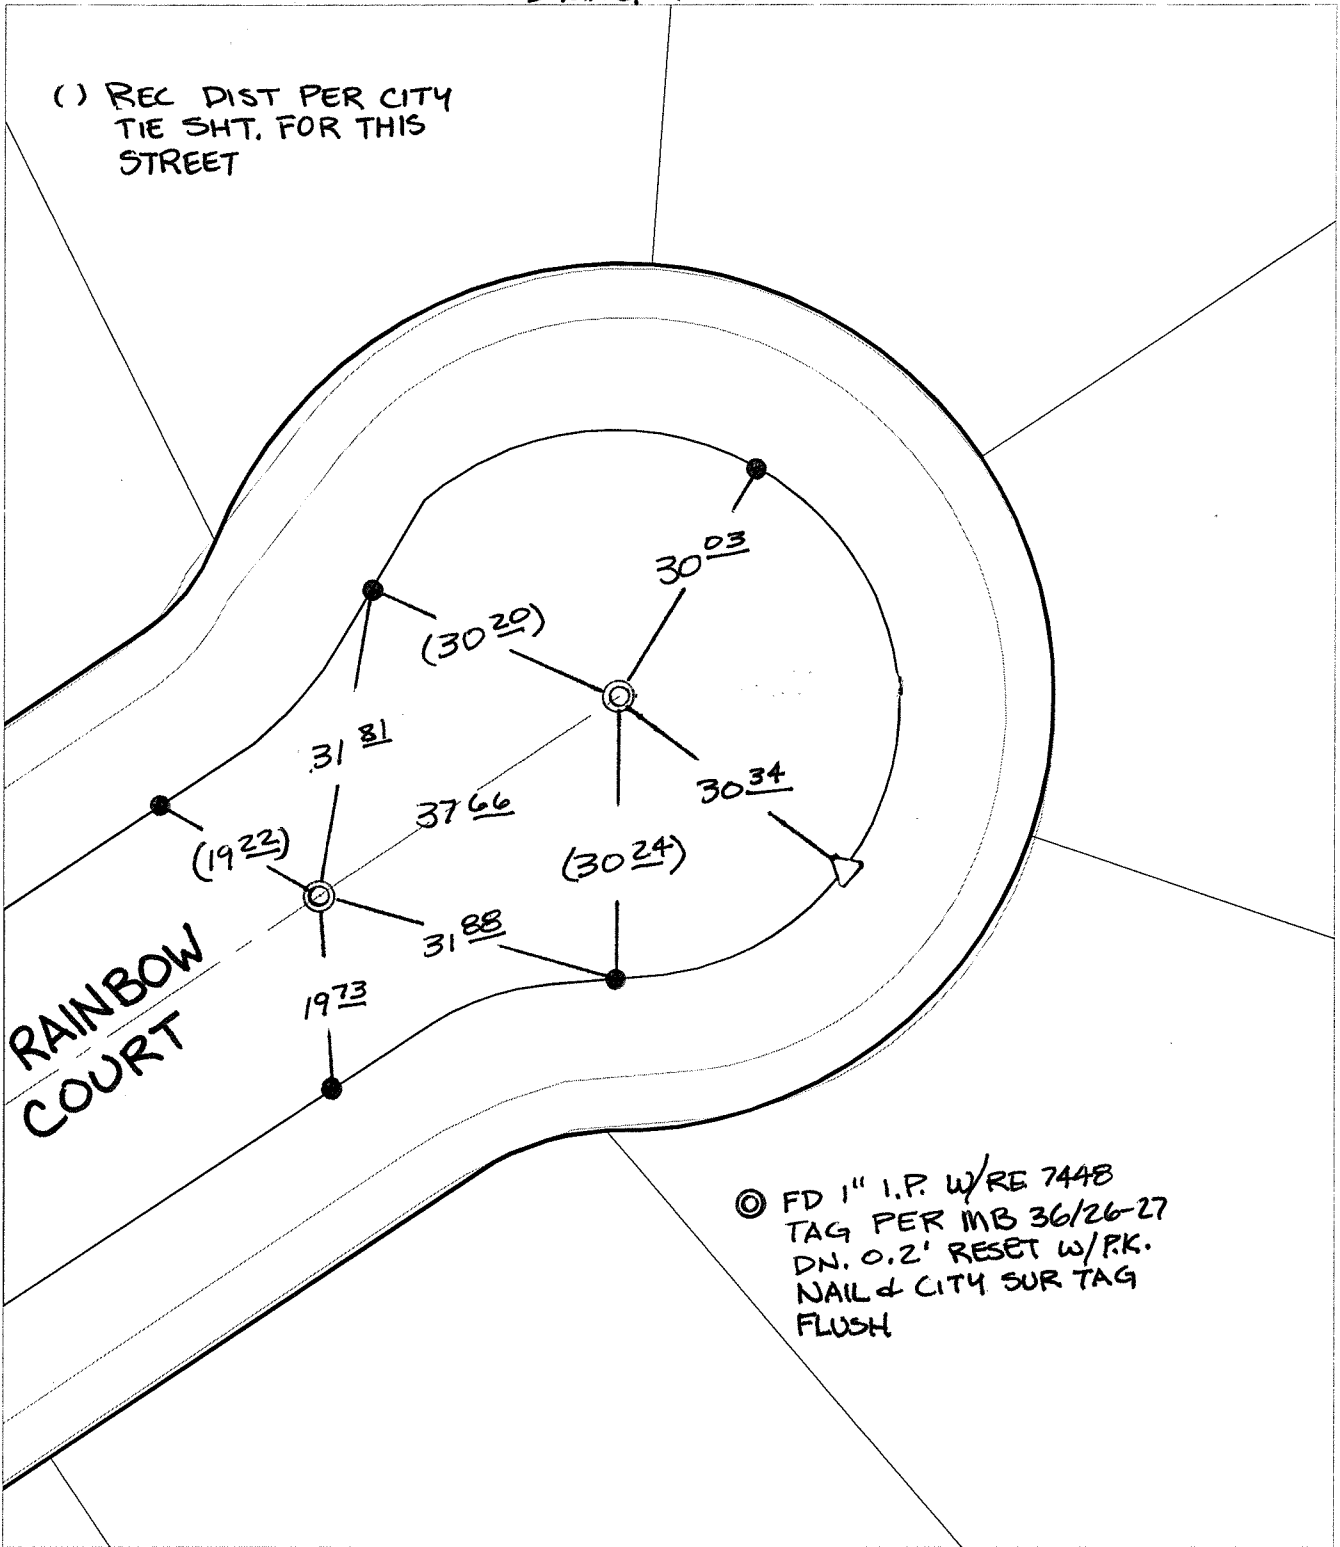 ( ) REC DIST PER CITY
TIE SHT. FOR THIS
STREET
30 03
(30 20)
31 81
37 66
30 34
(19 22)
(30 24)
31 88
19 73
RAINBOW
COURT
FD 1" I.P. W/RE 7448
TAG PER MB 36/26-27
DN. 0.2' RESET W/P.K.
NAIL & CITY SUR TAG
FLUSH